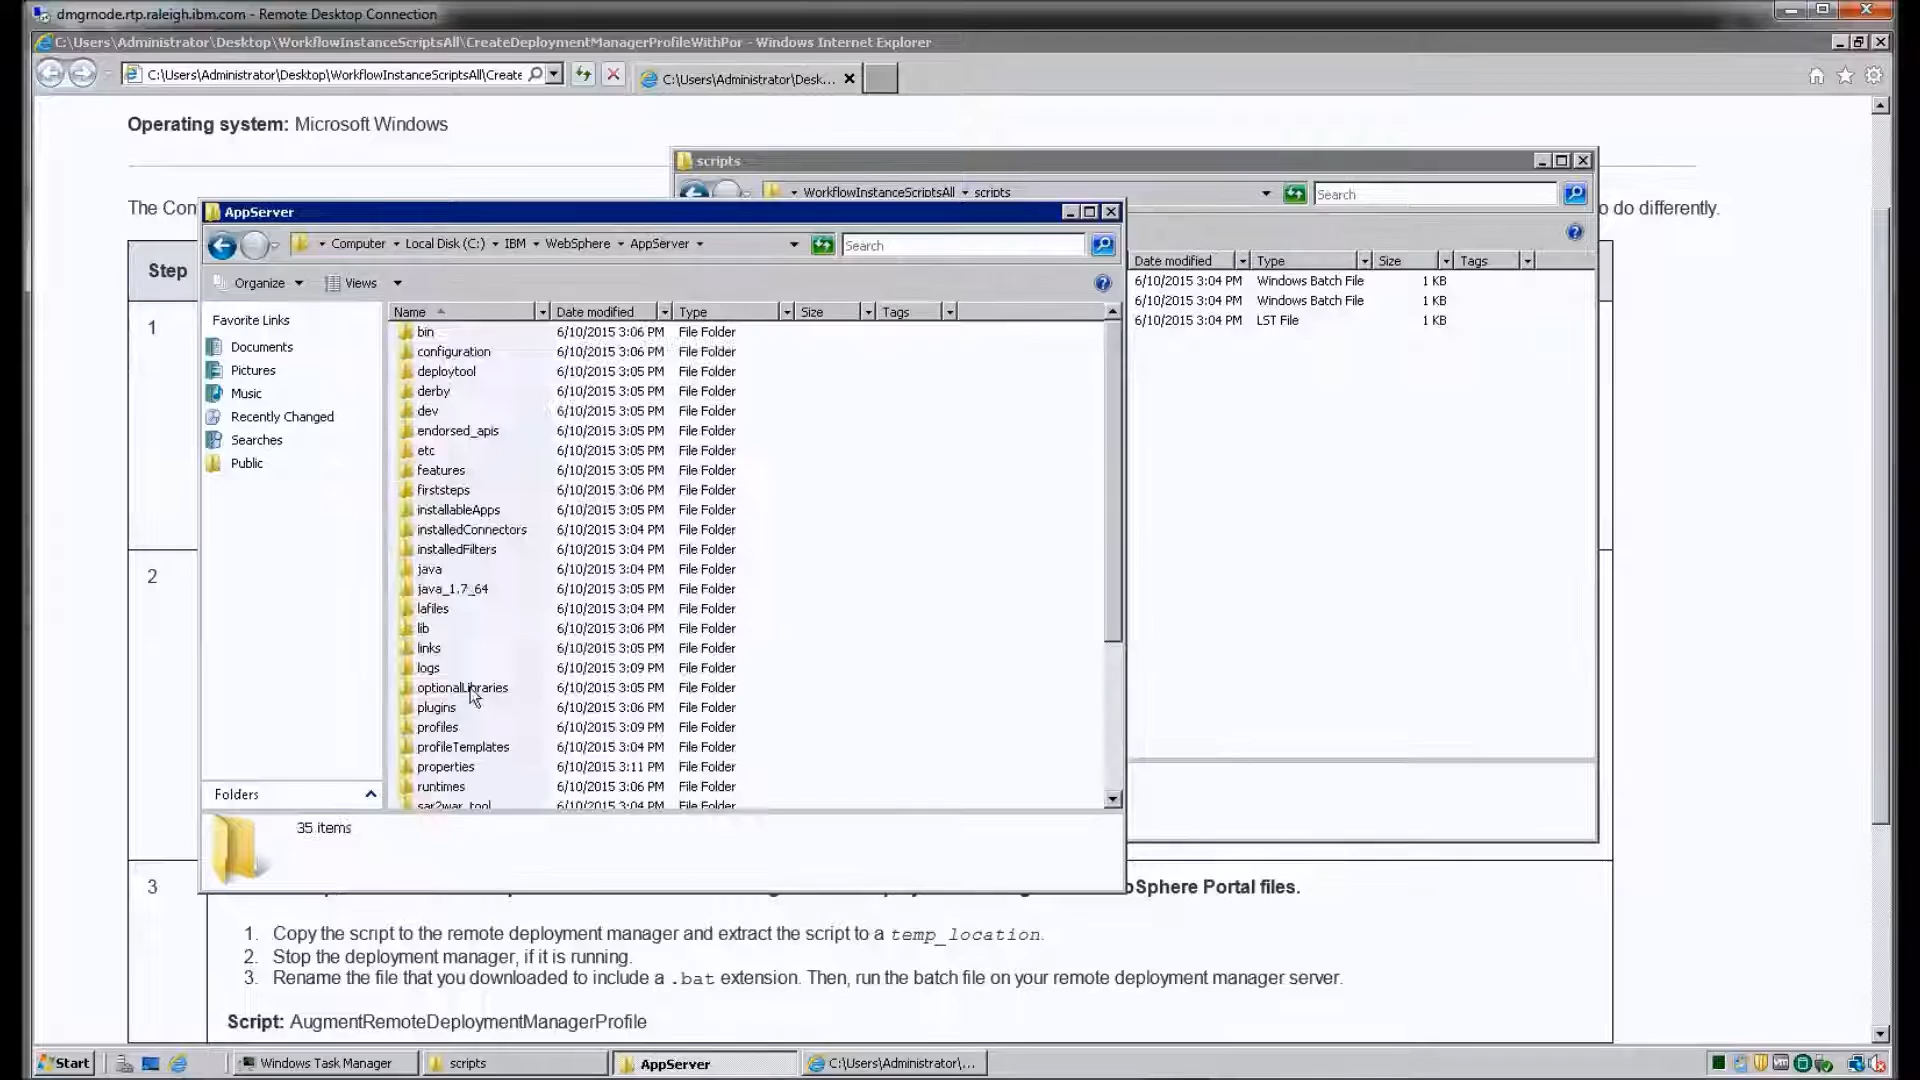 dmgrnode.rtp.raleigh.ibm.com - Remote Desktop Connection
C:\Users\Administrator\Desktop\WorkflowInstanceScriptsAll\CreateDeploymentManagerProfileWithPor - Windows Internet Explorer
C:\Users\Administrator\Desktop\WorkflowInstanceScriptsAll\Create
C:\Users\Administrator\Desk...
Operating system: Microsoft Windows
scripts
WorkflowInstanceScriptsAll scripts
Search
The Con
o do differently.
AppServer
Computer Local Disk (C:) IBM WebSphere AppServer
Search
Organize Views
Date modified Type Size Tags
6/10/2015 3:04 PM Windows Batch File 1 KB
6/10/2015 3:04 PM Windows Batch File 1 KB
6/10/2015 3:04 PM LST File 1 KB
Step
1
2
3
Favorite Links
Documents
Pictures
Music
Recently Changed
Searches
Public
Folders
Name Date modified Type Size Tags
bin 6/10/2015 3:06 PM File Folder
configuration 6/10/2015 3:06 PM File Folder
deploytool 6/10/2015 3:05 PM File Folder
derby 6/10/2015 3:05 PM File Folder
dev 6/10/2015 3:05 PM File Folder
endorsed_apis 6/10/2015 3:05 PM File Folder
etc 6/10/2015 3:05 PM File Folder
features 6/10/2015 3:05 PM File Folder
firststeps 6/10/2015 3:06 PM File Folder
installableApps 6/10/2015 3:05 PM File Folder
installedConnectors 6/10/2015 3:04 PM File Folder
installedFilters 6/10/2015 3:04 PM File Folder
java 6/10/2015 3:04 PM File Folder
java_1.7_64 6/10/2015 3:05 PM File Folder
lafiles 6/10/2015 3:04 PM File Folder
lib 6/10/2015 3:06 PM File Folder
links 6/10/2015 3:05 PM File Folder
logs 6/10/2015 3:09 PM File Folder
optionalLibraries 6/10/2015 3:05 PM File Folder
plugins 6/10/2015 3:06 PM File Folder
profiles 6/10/2015 3:09 PM File Folder
profileTemplates 6/10/2015 3:04 PM File Folder
properties 6/10/2015 3:11 PM File Folder
runtimes 6/10/2015 3:06 PM File Folder
sar2war_tool 6/10/2015 3:04 PM File Folder
35 items
Sphere Portal files.
1. Copy the script to the remote deployment manager and extract the script to a temp_location.
2. Stop the deployment manager, if it is running.
3. Rename the file that you downloaded to include a .bat extension. Then, run the batch file on your remote deployment manager server.
Script: AugmentRemoteDeploymentManagerProfile
Start
Windows Task Manager
scripts
AppServer
C:\Users\Administrator\...